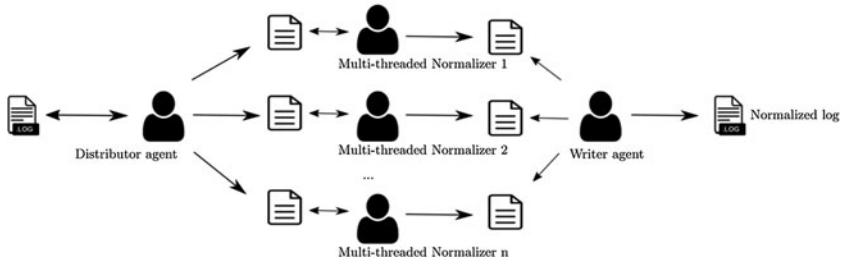 Multi-threaded Normalizer 1
.LOG
Distributor agent
Multi-threaded Normalizer 2
Writer agent
.LOG
Normalized log
...
Multi-threaded Normalizer n